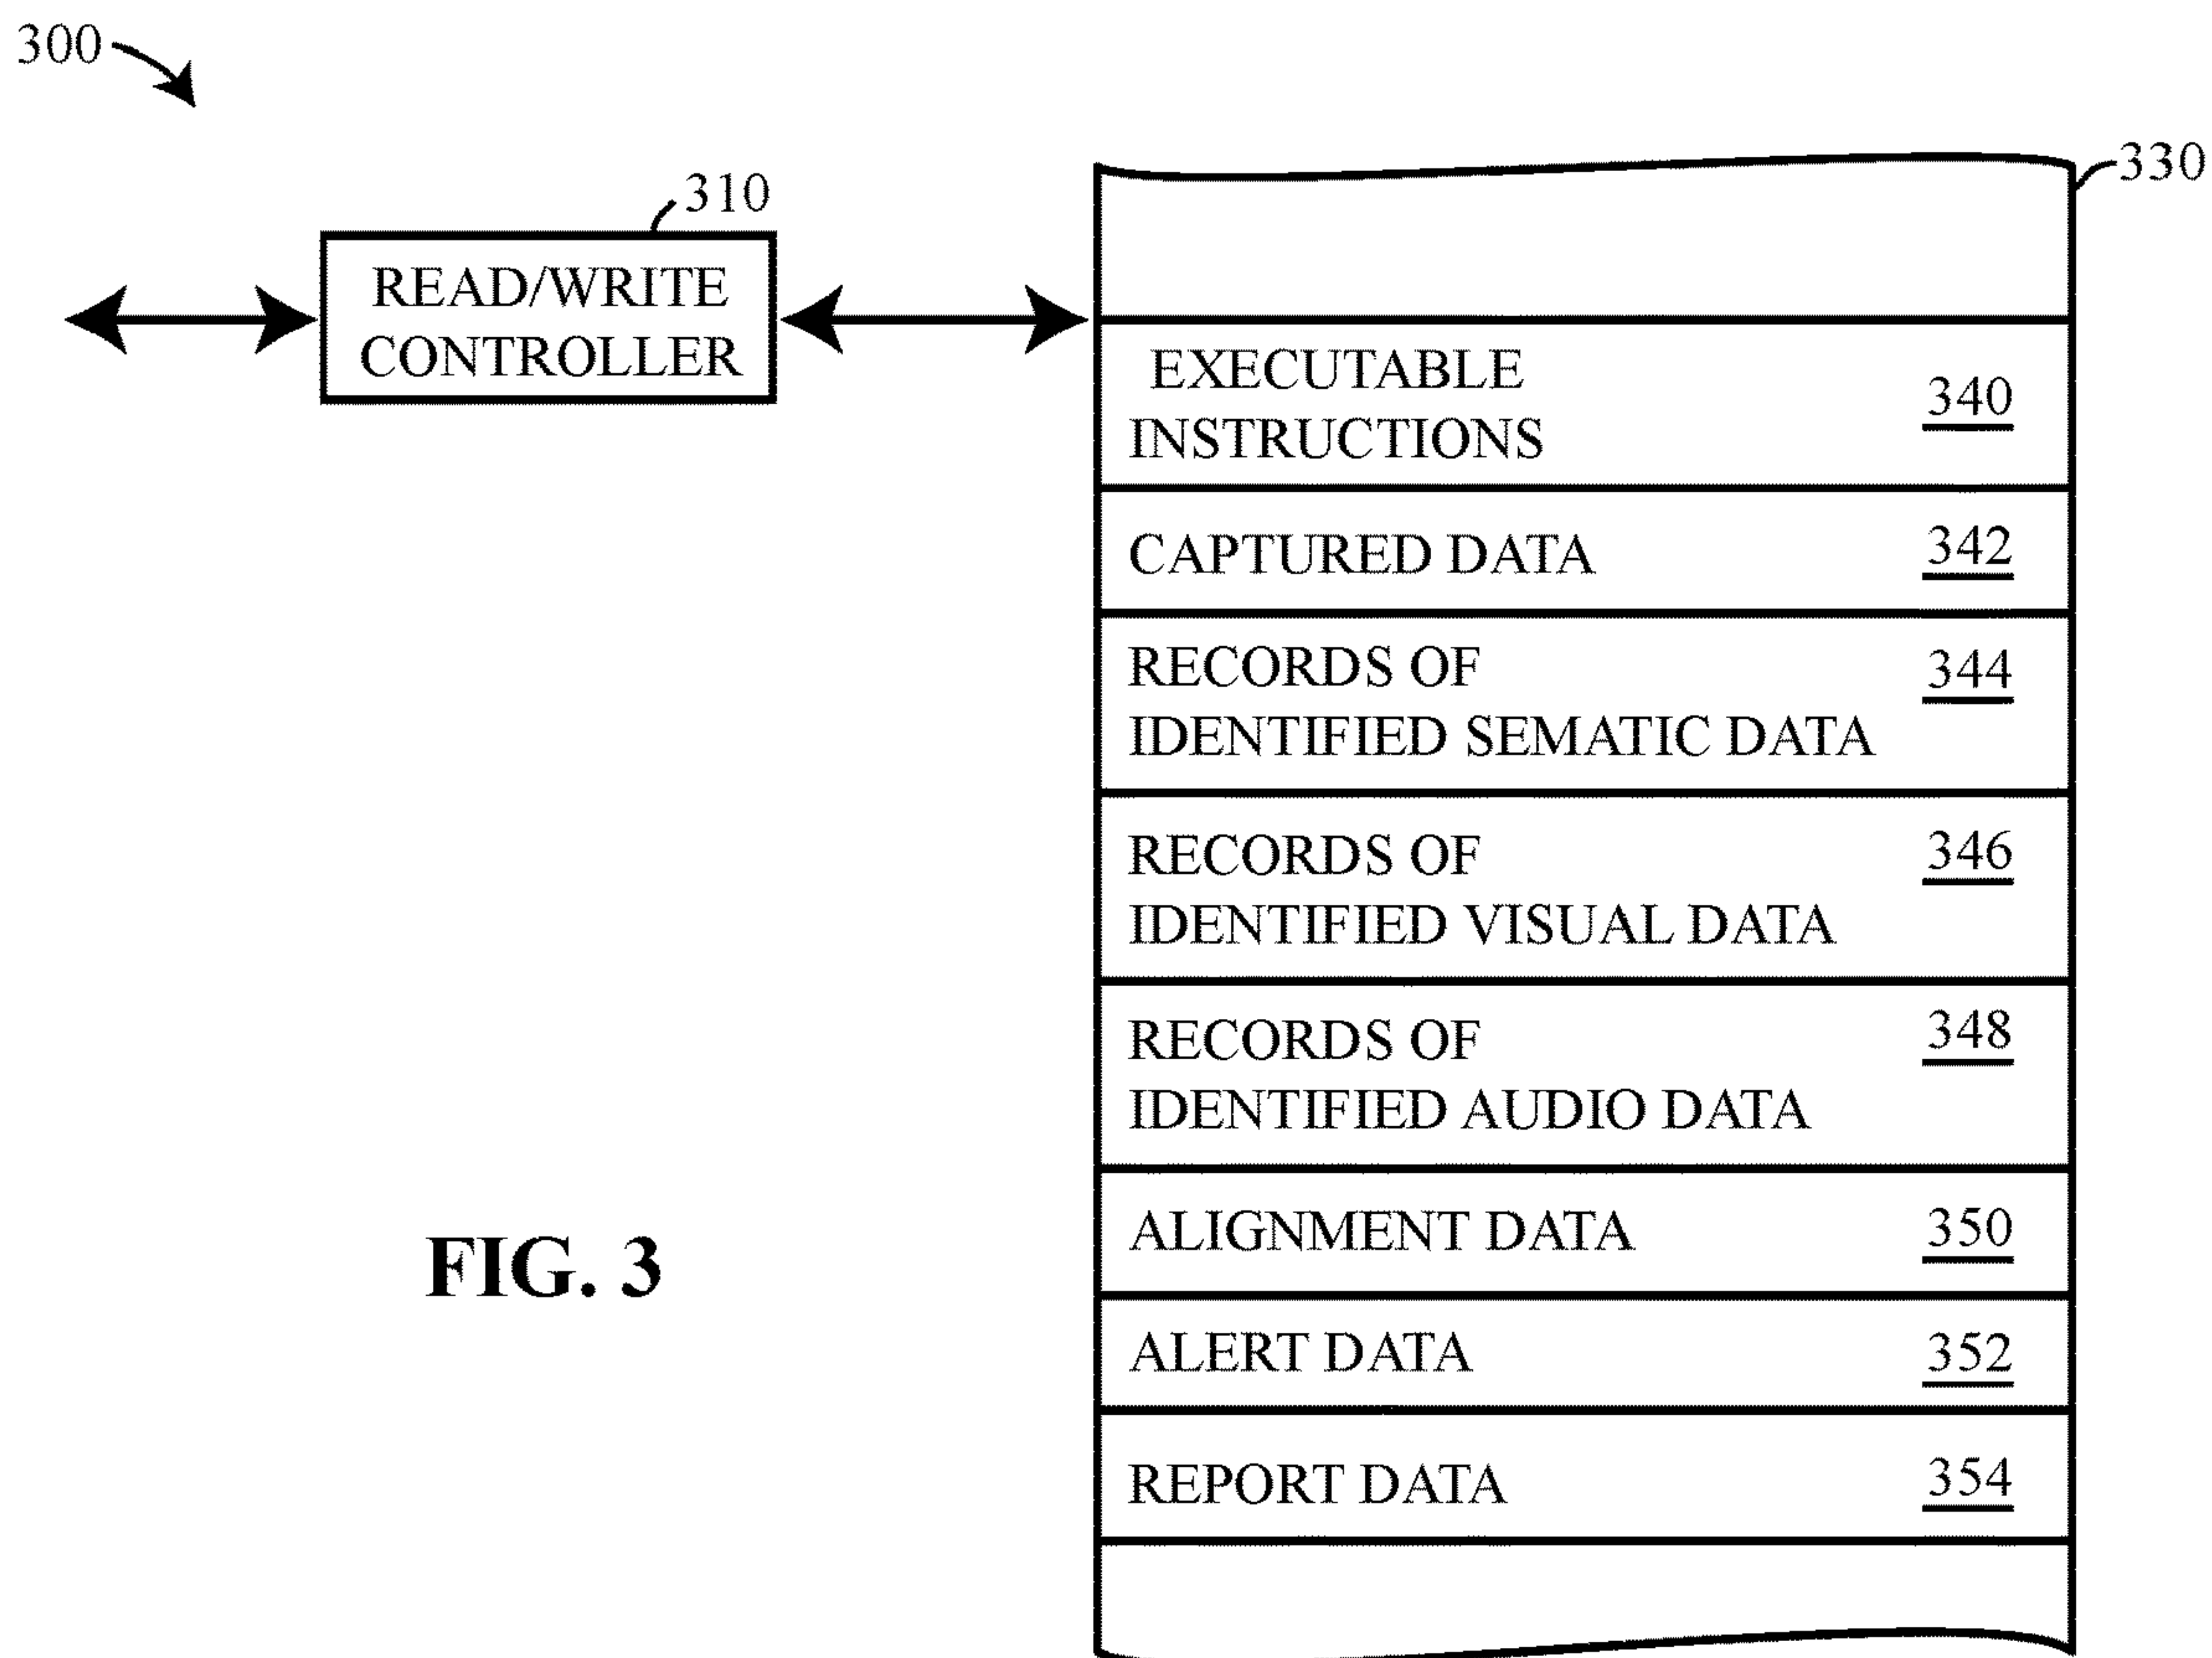 300
330
310
READ/WRITE
CONTROLLER
EXECUTABLE
INSTRUCTIONS
340
CAPTURED DATA
342
RECORDS OF
IDENTIFIED SEMATIC DATA
344
RECORDS OF
IDENTIFIED VISUAL DATA
346
RECORDS OF
IDENTIFIED AUDIO DATA
348
ALIGNMENT DATA
350
ALERT DATA
352
REPORT DATA
354
FIG. 3